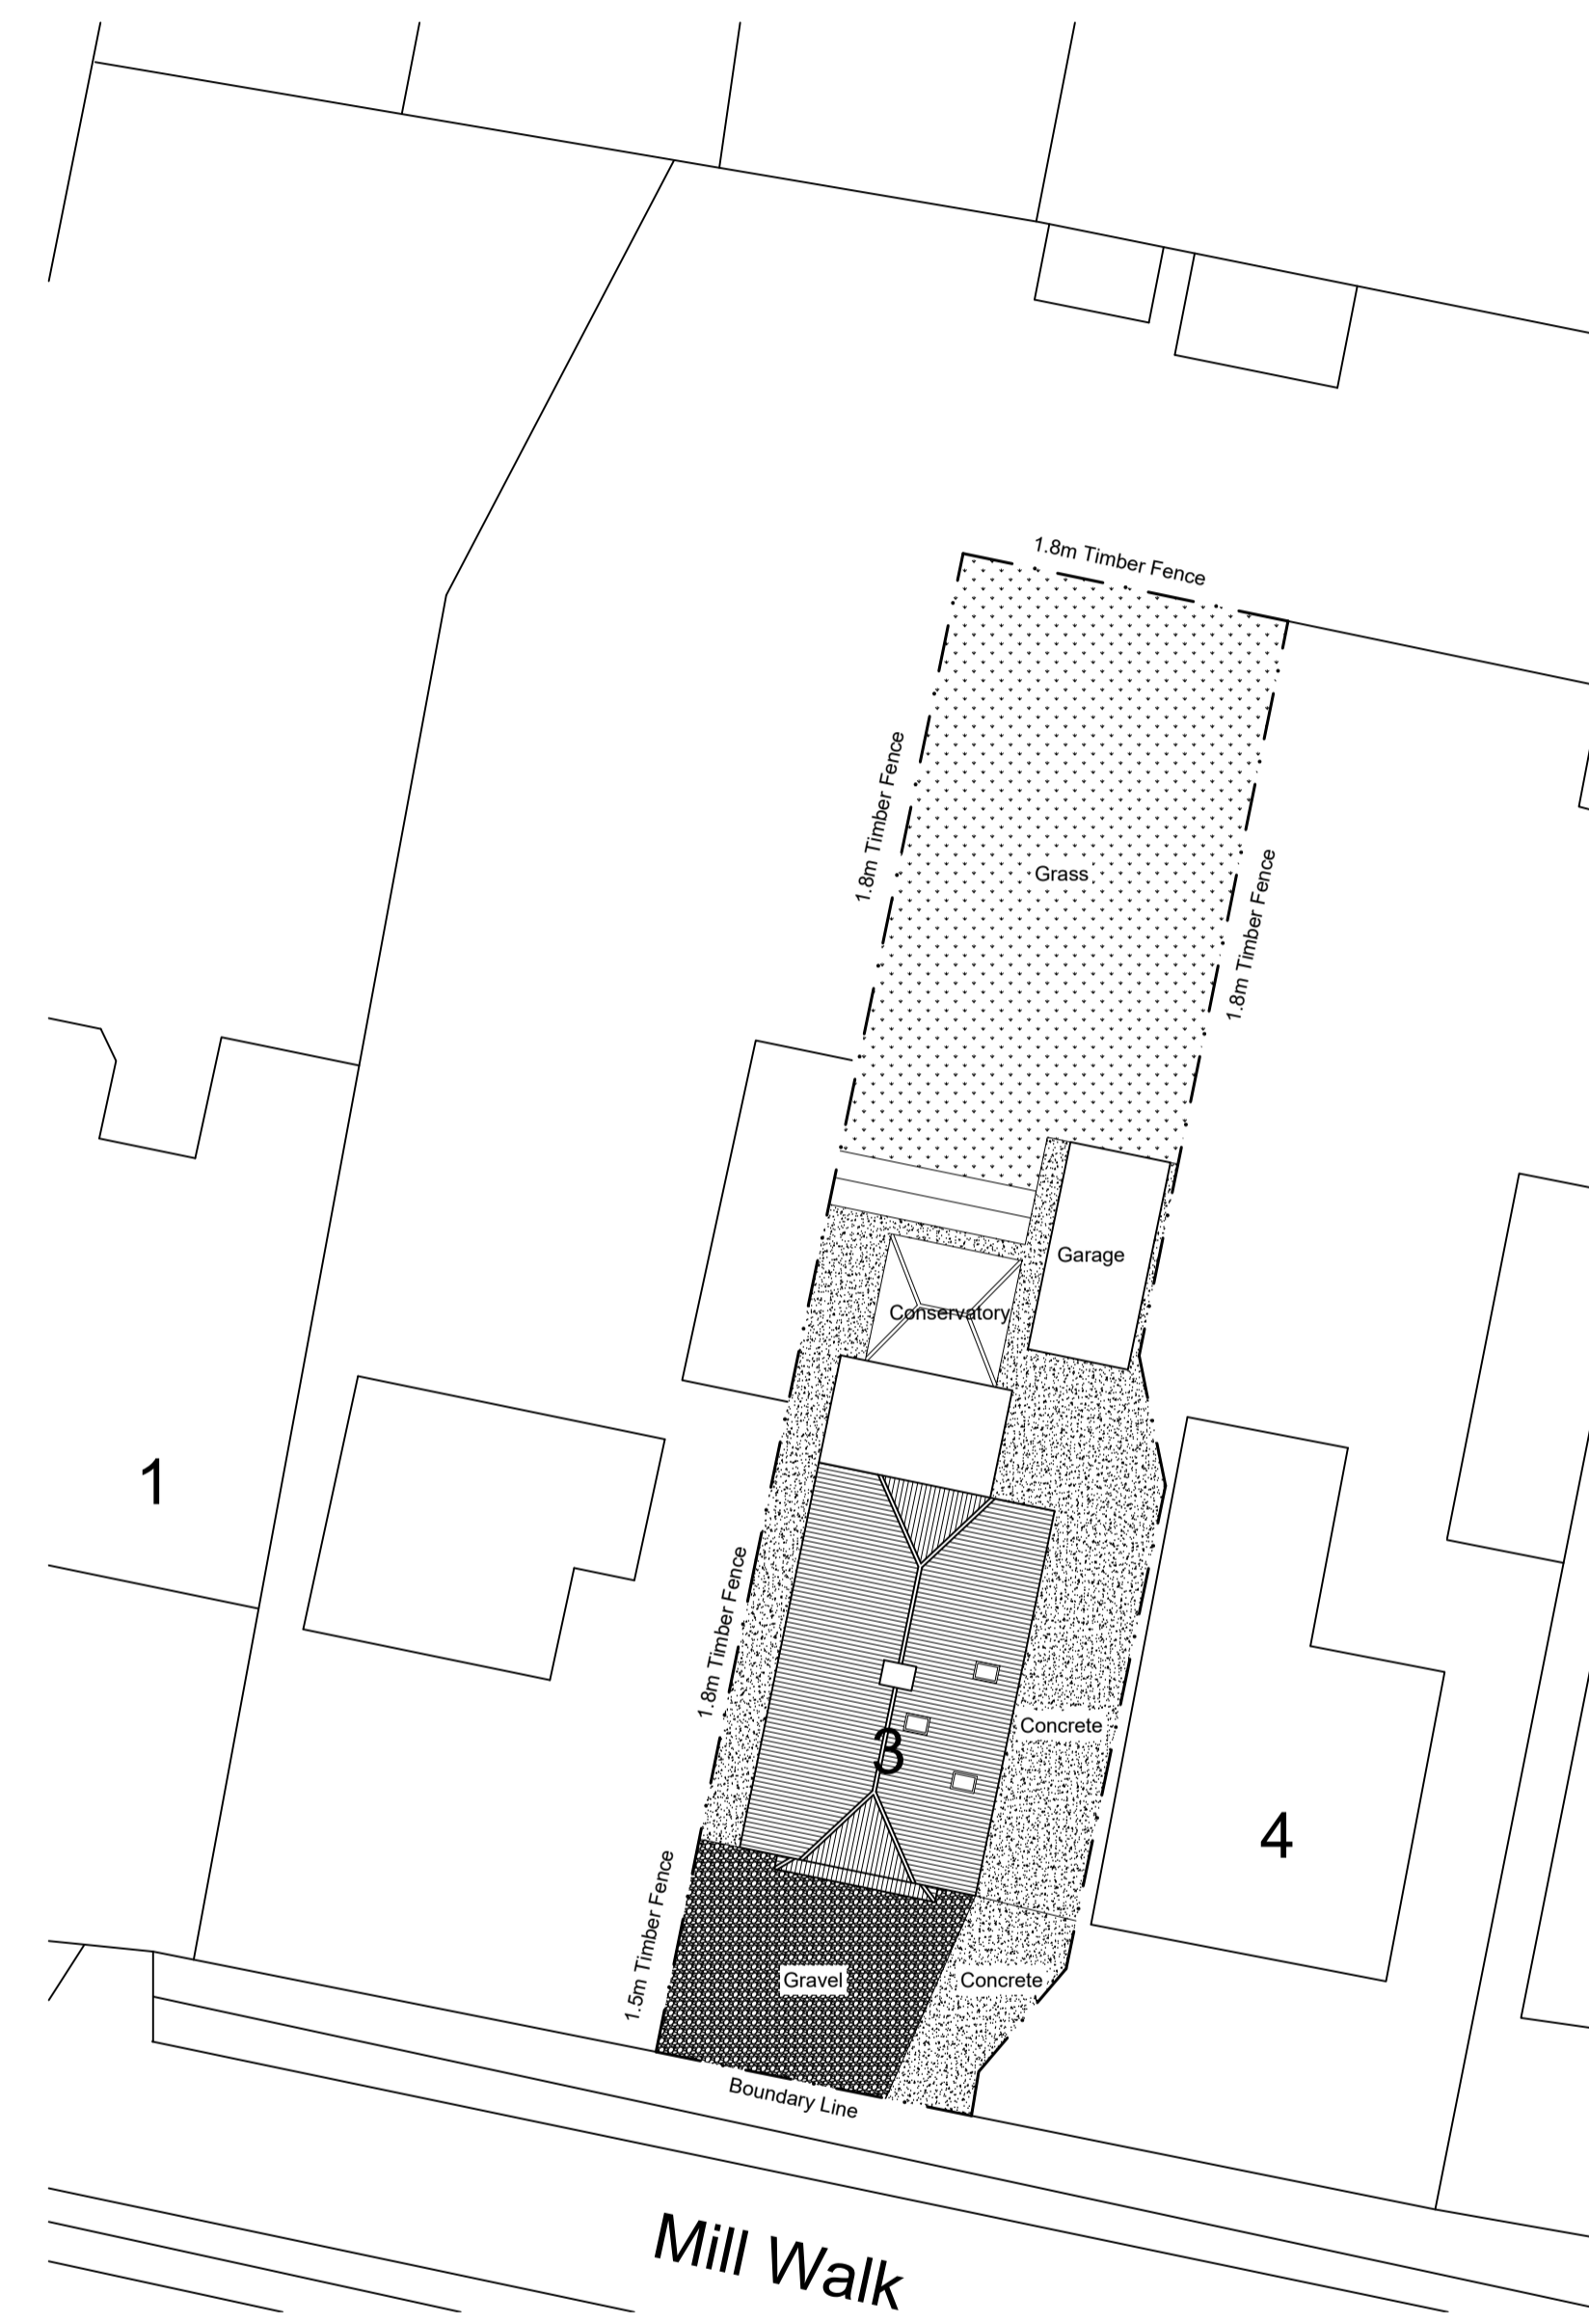 1.8m Timber Fence
1.8m Timber Fence
Grass
1.8m Timber Fence
Garage
Conservatory
1
1.8m Timber Fence
Concrete
3
4
1.5m Timber Fence
Gravel
Concrete
Boundary Line
Mill Walk